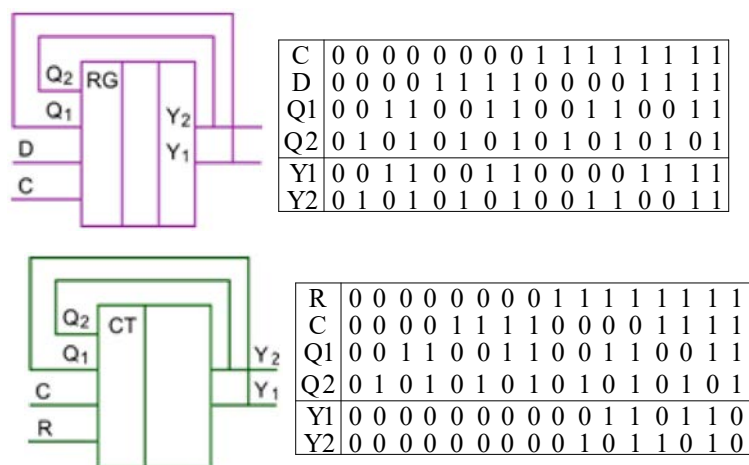 Q2 RG
Q1
Y2
D
Y1
C
C 0 0 0 0 0 0 0 0 1 1 1 1 1 1 1 1
D 0 0 0 0 1 1 1 1 0 0 0 0 1 1 1 1
Q1 0 0 1 1 0 0 1 1 0 0 1 1 0 0 1 1
Q2 0 1 0 1 0 1 0 1 0 1 0 1 0 1 0 1
Y1 0 0 1 1 0 0 1 1 0 0 0 0 1 1 1 1
Y2 0 1 0 1 0 1 0 1 0 0 1 1 0 0 1 1
Q2 CT
Q1
Y2
C
Y1
R
R 0 0 0 0 0 0 0 0 1 1 1 1 1 1 1 1
C 0 0 0 0 1 1 1 1 0 0 0 0 1 1 1 1
Q1 0 0 1 1 0 0 1 1 0 0 1 1 0 0 1 1
Q2 0 1 0 1 0 1 0 1 0 1 0 1 0 1 0 1
Y1 0 0 0 0 0 0 0 0 0 0 1 1 0 1 1 0
Y2 0 0 0 0 0 0 0 0 0 1 0 1 1 0 1 0